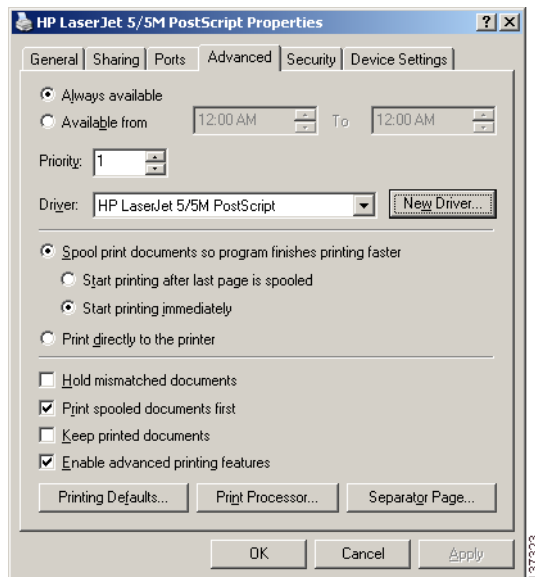 HP LaserJet 5/5M PostScript Properties
General Sharing Ports Advanced Security Device Settings
Always available
Available from 12:00 AM To 12:00 AM
Priority: 1
Driver: HP LaserJet 5/5M PostScript New Driver...
Spool print documents so program finishes printing faster
Start printing after last page is spooled
Start printing immediately
Print directly to the printer
Hold mismatched documents
Print spooled documents first
Keep printed documents
Enable advanced printing features
Printing Defaults... Print Processor... Separator Page...
OK Cancel Apply
137323